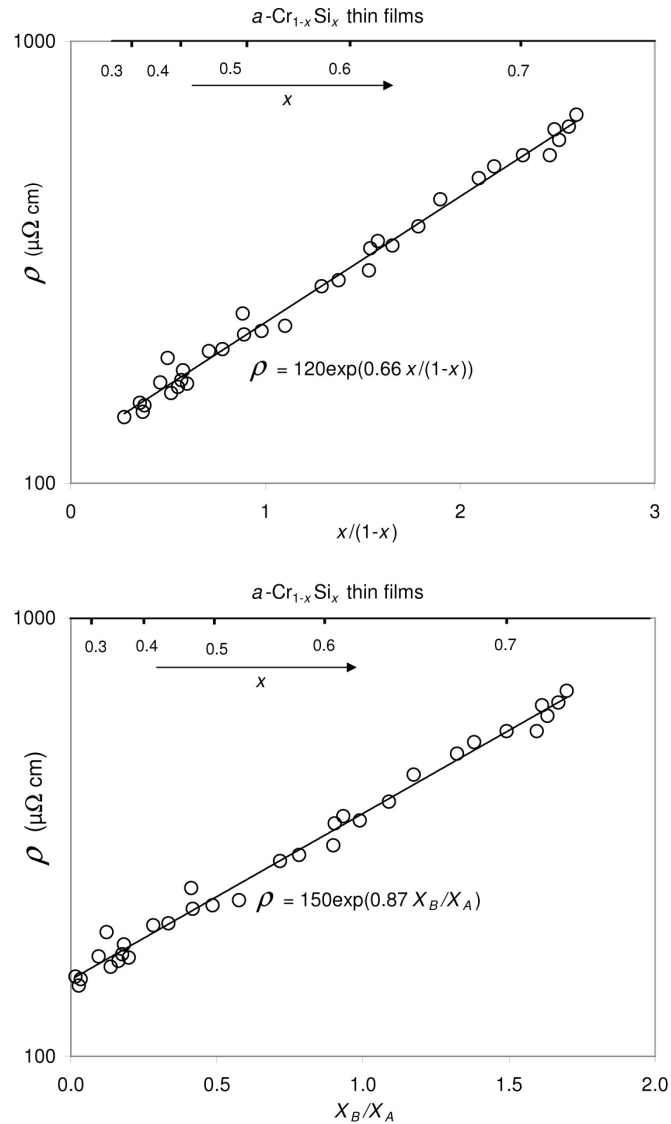 a-Cr1-xSix thin films
1000
0.3 0.4 0.5 0.6 0.7
x
ρ (μΩ cm)
ρ = 120exp(0.66 x/(1-x))
100
0 1 2 3
x/(1-x)
a-Cr1-xSix thin films
1000
0.3 0.4 0.5 0.6 0.7
x
ρ (μΩ cm)
ρ = 150exp(0.87 XB/XA)
100
0.0 0.5 1.0 1.5 2.0
XB/XA